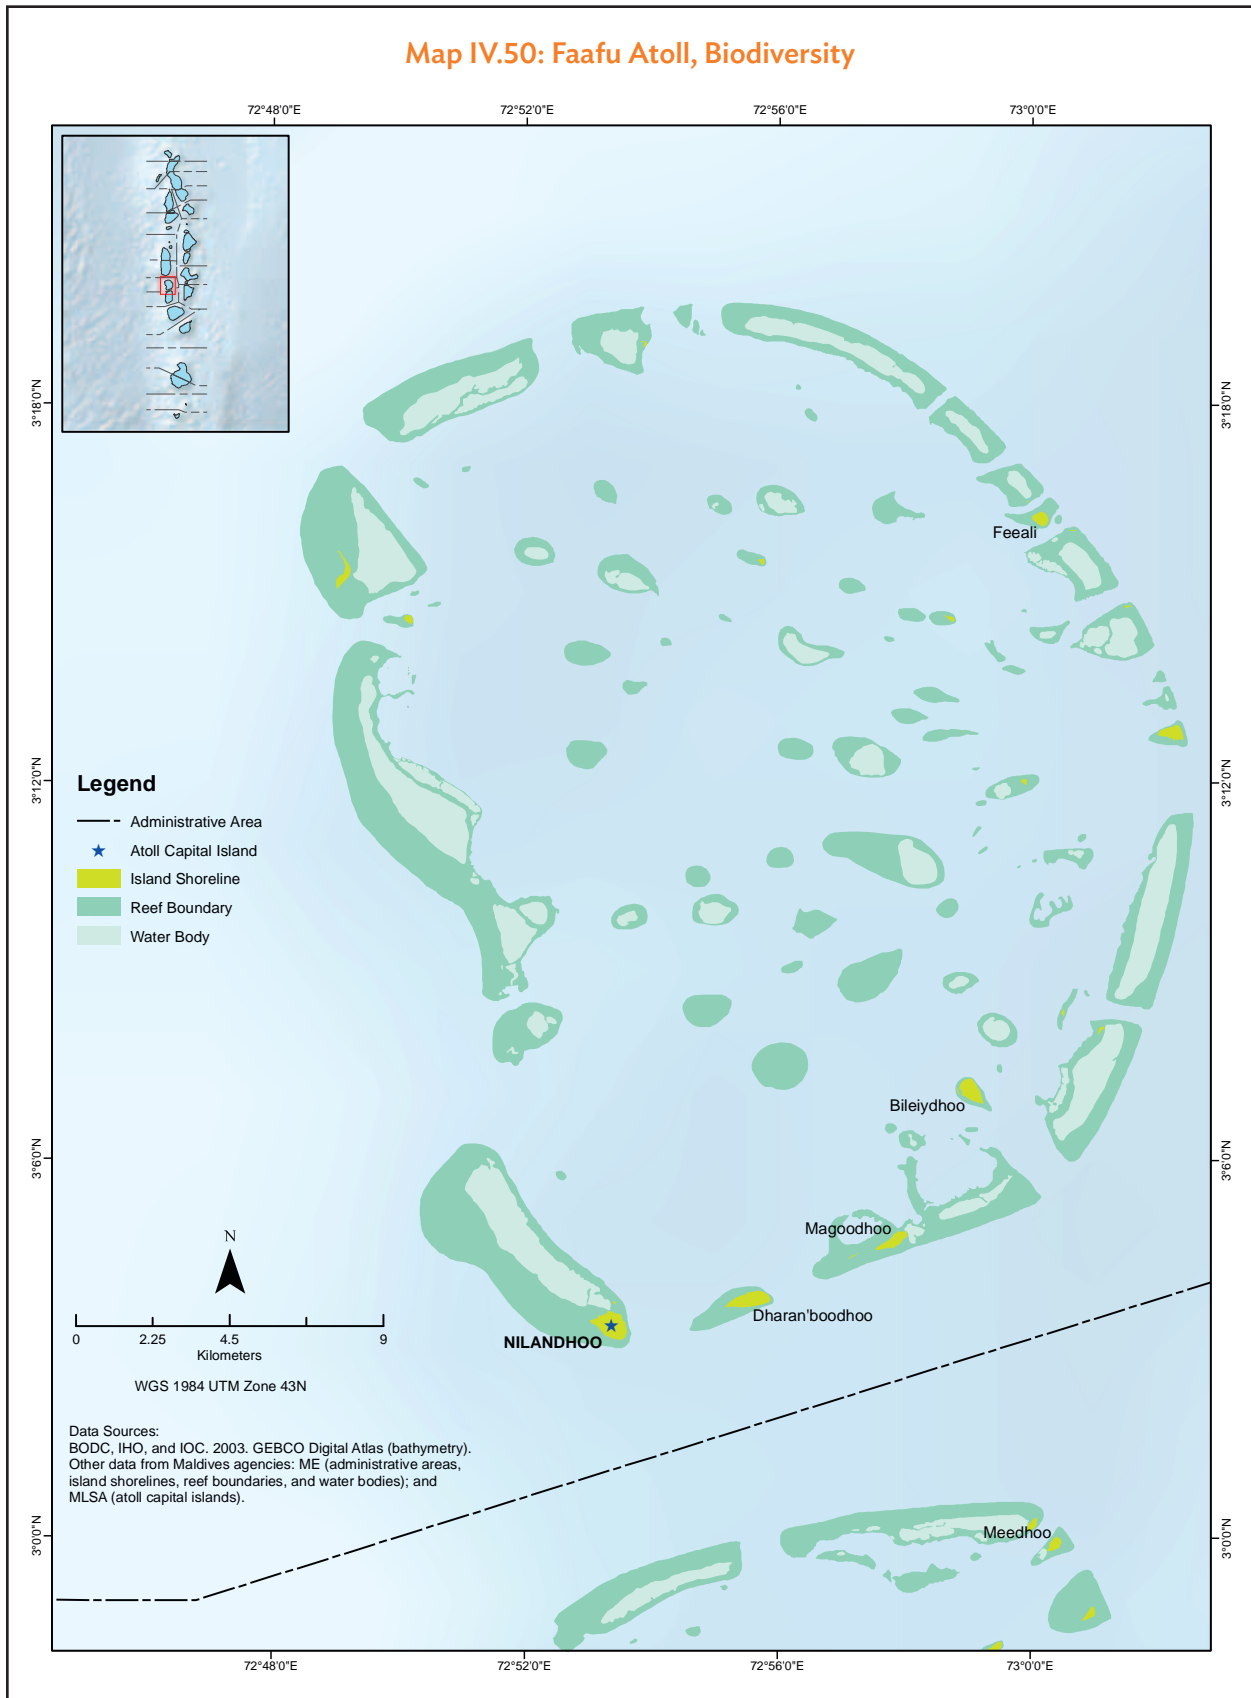 Map IV.50: Faafu Atoll, Biodiversity
72°48'0"E
72°52'0"E
72°56'0"E
73°0'0"E
3°18'0"N
3°18'0"N
Feeali
3°12'0"N
3°12'0"N
Legend
Administrative Area
Atoll Capital Island
Island Shoreline
Reef Boundary
Water Body
Bileiydhoo
3°6'0"N
3°6'0"N
Magoodhoo
N
Dharan'boodhoo
NILANDHOO
0 2.25 4.5 9
Kilometers
WGS 1984 UTM Zone 43N
Data Sources:
BODC, IHO, and IOC. 2003. GEBCO Digital Atlas (bathymetry).
Other data from Maldives agencies: ME (administrative areas,
island shorelines, reef boundaries, and water bodies); and
MLSA (atoll capital islands).
Meedhoo
3°0'0"N
3°0'0"N
72°48'0"E
72°52'0"E
72°56'0"E
73°0'0"E